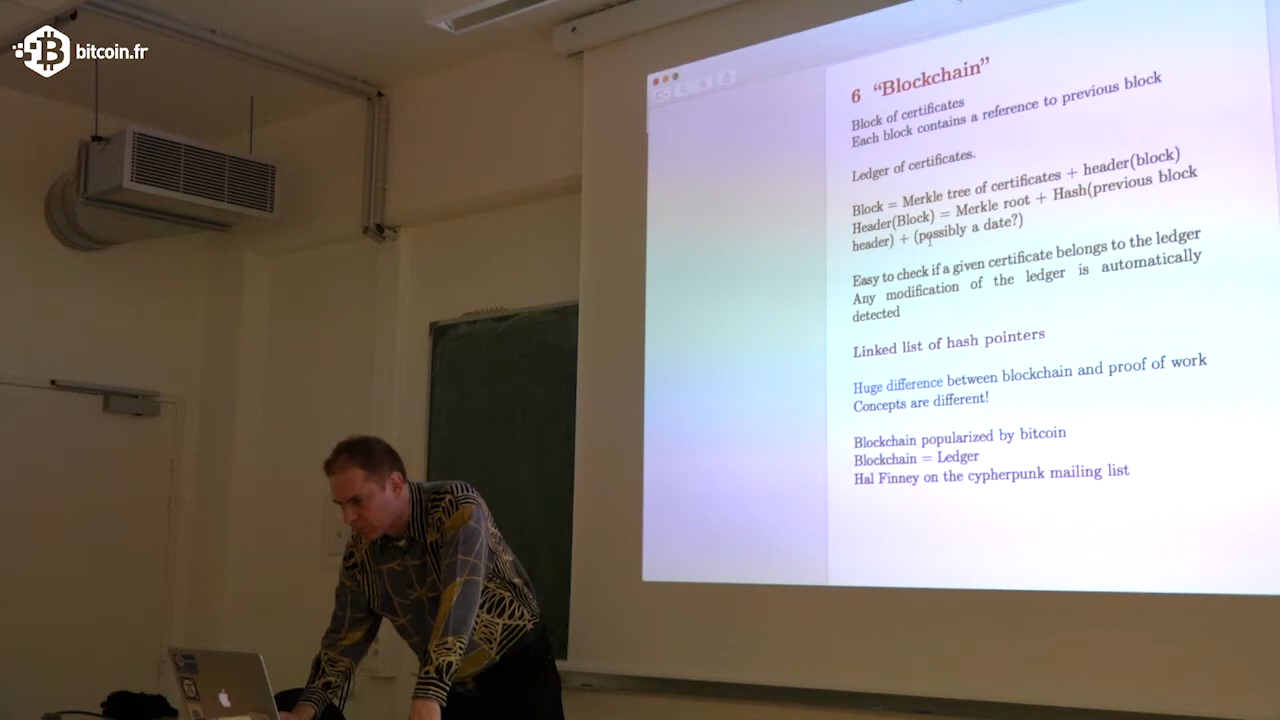 bitcoin.fr
6 “Blockchain”
Block of certificates
Each block contains a reference to previous block
Ledger of certificates.
Block = Merkle tree of certificates + header(block)
Header(Block) = Merkle root + Hash(previous block
header) + (possibly a date?)
Easy to check if a given certificate belongs to the ledger
Any modification of the ledger is automatically
detected
Linked list of hash pointers
Huge difference between blockchain and proof of work
Concepts are different!
Blockchain popularized by bitcoin
Blockchain = Ledger
Hal Finney on the cypherpunk mailing list